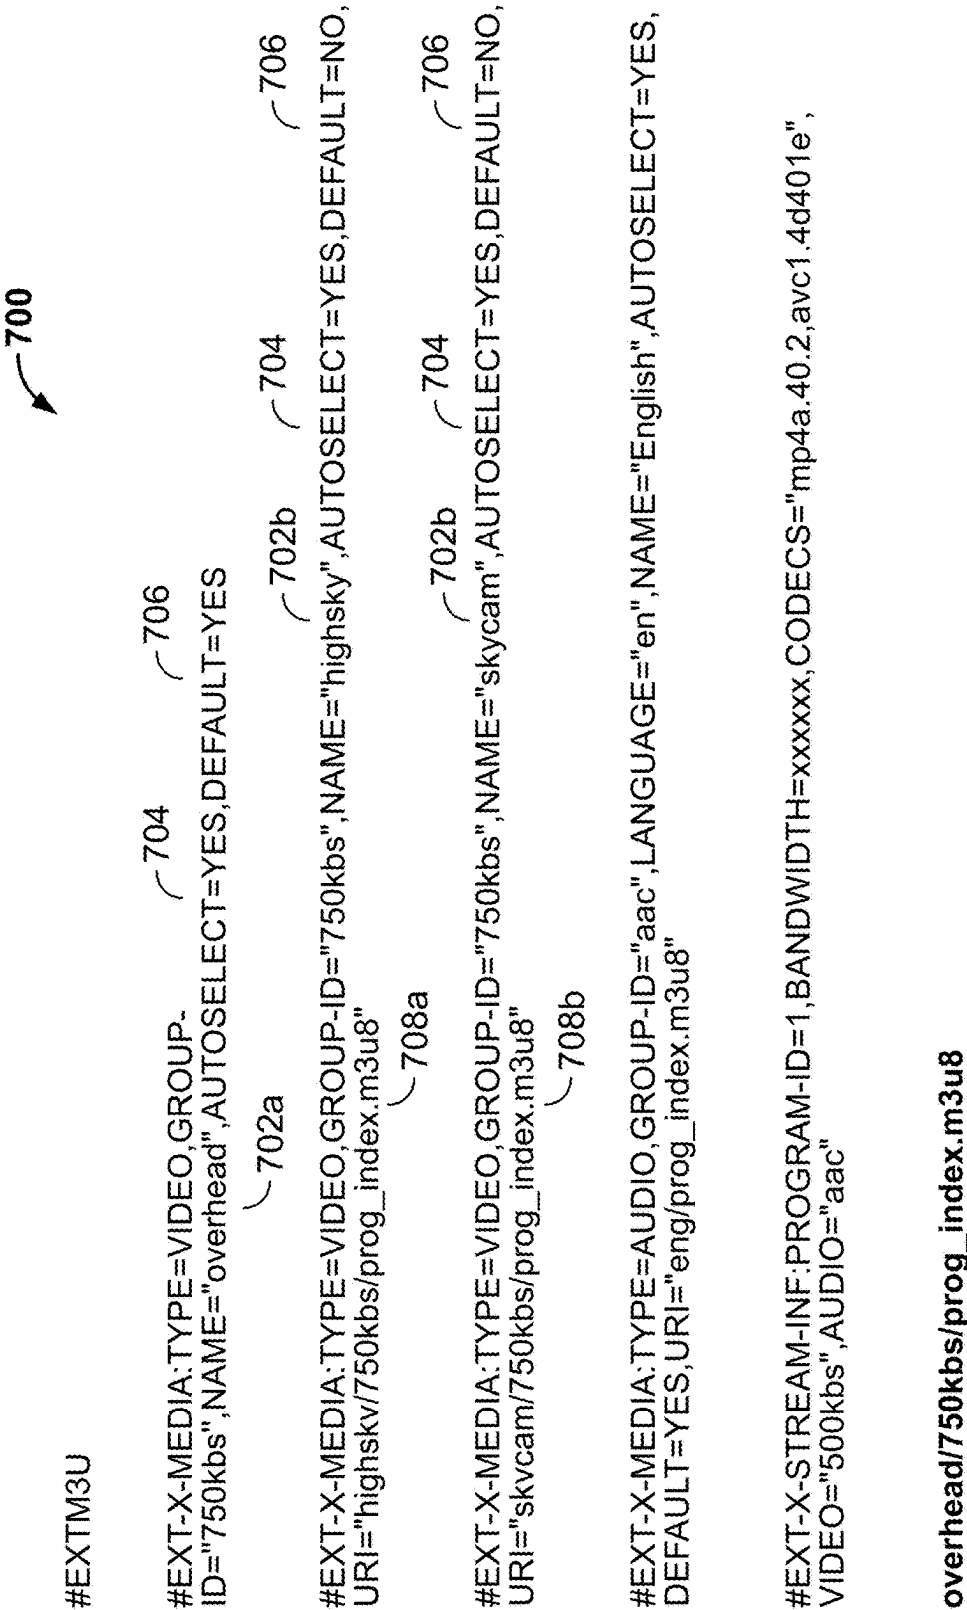 700
#EXTM3U
704 706
#EXT-X-MEDIA:TYPE=VIDEO,GROUP-
ID="750kbs",NAME="overhead",AUTOSELECT=YES,DEFAULT=YES
702a 702b 704 706
#EXT-X-MEDIA:TYPE=VIDEO,GROUP-ID="750kbs",NAME="highsky",AUTOSELECT=YES,DEFAULT=NO,
URI="highskv/750kbs/prog_index.m3u8"
708a 702b 704 706
#EXT-X-MEDIA:TYPE=VIDEO,GROUP-ID="750kbs",NAME="skycam",AUTOSELECT=YES,DEFAULT=NO,
URI="skvcam/750kbs/prog_index.m3u8"
708b
#EXT-X-MEDIA:TYPE=AUDIO,GROUP-ID="aac",LANGUAGE="en",NAME="English",AUTOSELECT=YES,
DEFAULT=YES,URI="eng/prog_index.m3u8"
#EXT-X-STREAM-INF:PROGRAM-ID=1,BANDWIDTH=xxxxxx,CODECS="mp4a.40.2,avc1.4d401e",
VIDEO="500kbs",AUDIO="aac"
overhead/750kbs/prog_index.m3u8